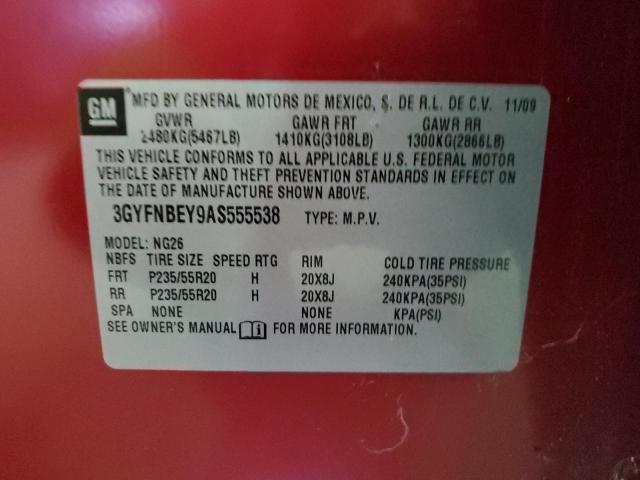 GM
MFD BY GENERAL MOTORS DE MEXICO, S. DE R.L. DE C.V. 11/09
GVWR GAWR FRT GAWR RR
2480KG(5467LB) 1410KG(3108LB) 1300KG(2866LB)
THIS VEHICLE CONFORMS TO ALL APPLICABLE U.S. FEDERAL MOTOR
VEHICLE SAFETY AND THEFT PREVENTION STANDARDS IN EFFECT ON
THE DATE OF MANUFACTURE SHOWN ABOVE.
3GYFNBEY9AS555538 TYPE: M.P.V.
MODEL: NG26
NBFS TIRE SIZE SPEED RTG RIM COLD TIRE PRESSURE
FRT P235/55R20 H 20X8J 240KPA(35PSI)
RR P235/55R20 H 20X8J 240KPA(35PSI)
SPA NONE NONE KPA(PSI)
SEE OWNER'S MANUAL FOR MORE INFORMATION.